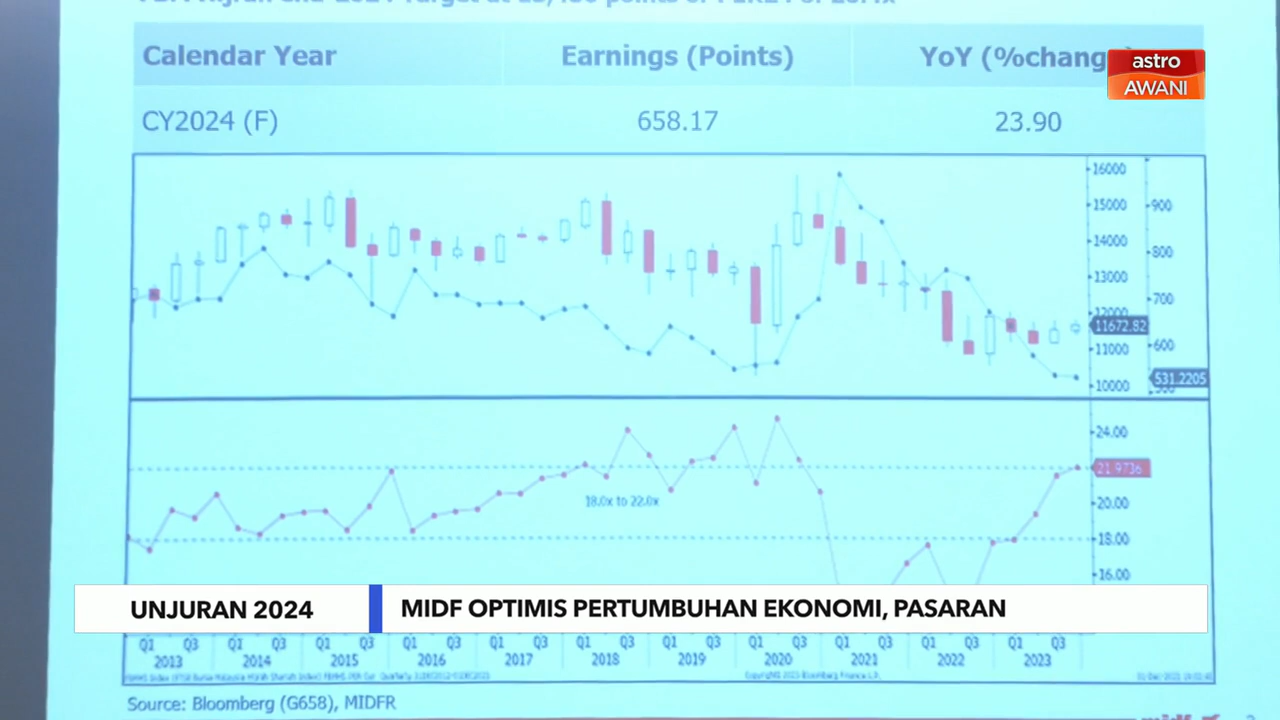 Calendar Year Earnings (Points) YoY (%chang
astro
AWANI
CY2024 (F) 658.17 23.90
16000
15000
14000
13000
12000
11672.82
11000
10000
900
800
700
600
531.2205
24.00
21.9736
20.00
18.00
16.00
18.0x to 22.0x
UNJURAN 2024 MIDF OPTIMIS PERTUMBUHAN EKONOMI, PASARAN
Q1 Q3 Q1 Q3 Q1 Q3 Q1 Q3 Q1 Q3 Q1 Q3 Q1 Q3 Q1 Q3 Q1 Q3 Q1 Q3 Q1 Q3
2013 2014 2015 2016 2017 2018 2019 2020 2021 2022 2023
Source: Bloomberg (G658), MIDFR